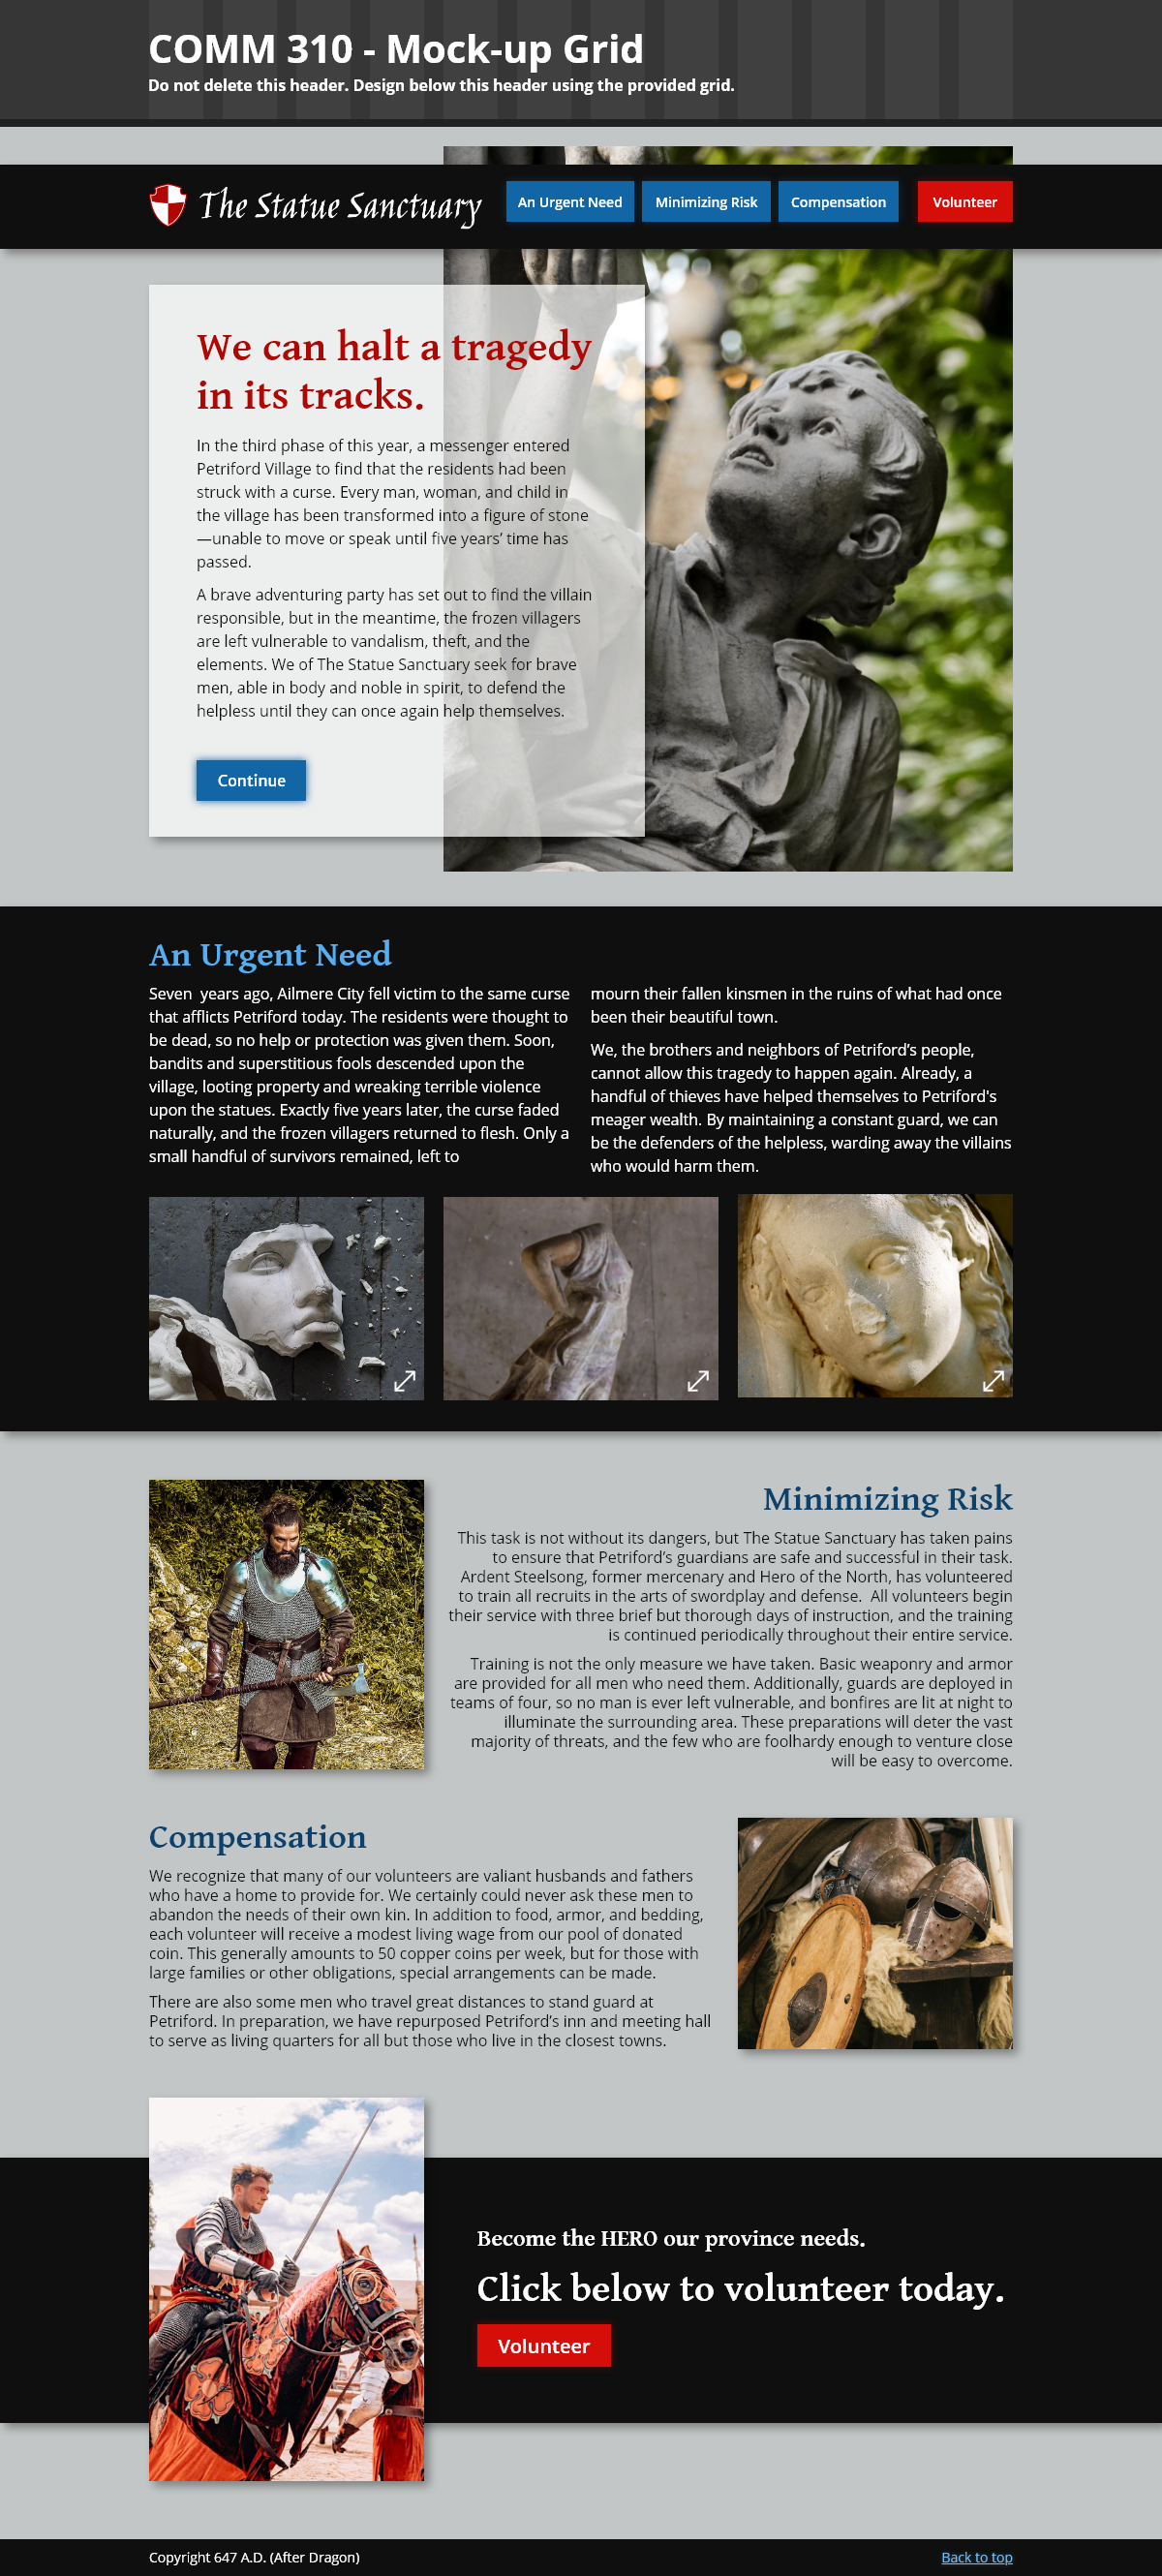 COMM 310 - Mock-up Grid
Do not delete this header. Design below this header using the provided grid.
The Statue Sanctuary
An Urgent Need
Minimizing Risk
Compensation
Volunteer
We can halt a tragedy
in its tracks.
In the third phase of this year, a messenger entered
Petriford Village to find that the residents had been
struck with a curse. Every man, woman, and child in
the village has been transformed into a figure of stone
—unable to move or speak until five years’ time has
passed.
A brave adventuring party has set out to find the villain
responsible, but in the meantime, the frozen villagers
are left vulnerable to vandalism, theft, and the
elements. We of The Statue Sanctuary seek for brave
men, able in body and noble in spirit, to defend the
helpless until they can once again help themselves.
Continue
An Urgent Need
Seven  years ago, Ailmere City fell victim to the same curse
that afflicts Petriford today. The residents were thought to
be dead, so no help or protection was given them. Soon,
bandits and superstitious fools descended upon the
village, looting property and wreaking terrible violence
upon the statues. Exactly five years later, the curse faded
naturally, and the frozen villagers returned to flesh. Only a
small handful of survivors remained, left to
mourn their fallen kinsmen in the ruins of what had once
been their beautiful town.
We, the brothers and neighbors of Petriford’s people,
cannot allow this tragedy to happen again. Already, a
handful of thieves have helped themselves to Petriford's
meager wealth. By maintaining a constant guard, we can
be the defenders of the helpless, warding away the villains
who would harm them.
Minimizing Risk
This task is not without its dangers, but The Statue Sanctuary has taken pains
to ensure that Petriford’s guardians are safe and successful in their task.
Ardent Steelsong, former mercenary and Hero of the North, has volunteered
to train all recruits in the arts of swordplay and defense.  All volunteers begin
their service with three brief but thorough days of instruction, and the training
is continued periodically throughout their entire service.
Training is not the only measure we have taken. Basic weaponry and armor
are provided for all men who need them. Additionally, guards are deployed in
teams of four, so no man is ever left vulnerable, and bonfires are lit at night to
illuminate the surrounding area. These preparations will deter the vast
majority of threats, and the few who are foolhardy enough to venture close
will be easy to overcome.
Compensation
We recognize that many of our volunteers are valiant husbands and fathers
who have a home to provide for. We certainly could never ask these men to
abandon the needs of their own kin. In addition to food, armor, and bedding,
each volunteer will receive a modest living wage from our pool of donated
coin. This generally amounts to 50 copper coins per week, but for those with
large families or other obligations, special arrangements can be made.
There are also some men who travel great distances to stand guard at
Petriford. In preparation, we have repurposed Petriford’s inn and meeting hall
to serve as living quarters for all but those who live in the closest towns.
Become the HERO our province needs.
Click below to volunteer today.
Volunteer
Copyright 647 A.D. (After Dragon)
Back to top